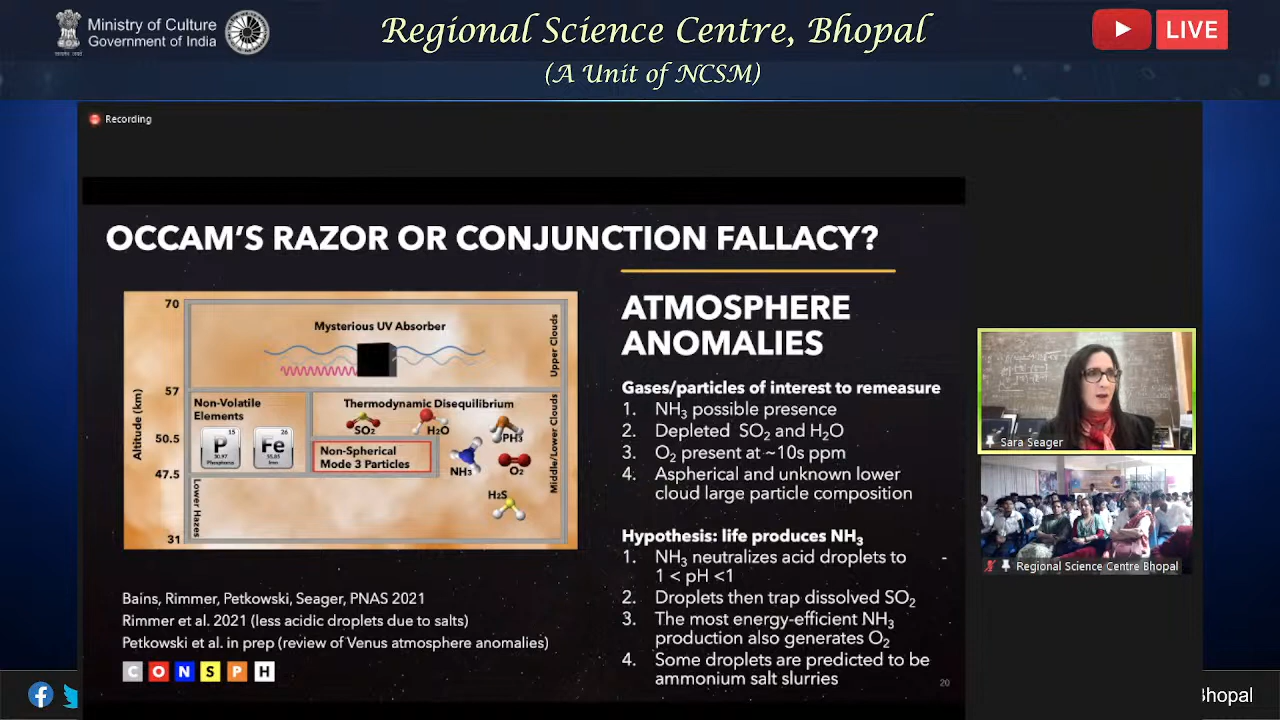 Ministry of Culture
Government of India
Regional Science Centre, Bhopal
(A Unit of NCSM)
LIVE
Recording
OCCAM'S RAZOR OR CONJUNCTION FALLACY?
70
57
50.5
47.5
31
Altitude (km)
Mysterious UV Absorber
Upper Clouds
Non-Volatile
Elements
15
P
30.97
Phosphorus
26
Fe
55.85
Iron
Thermodynamic Disequilibrium
SO₂
H₂O
PH₃
Non-Spherical
Mode 3 Particles
NH₃
O₂
H₂S
Middle/Lower Clouds
Lower Hazes
Bains, Rimmer, Petkowski, Seager, PNAS 2021
Rimmer et al. 2021 (less acidic droplets due to salts)
Petkowski et al. in prep (review of Venus atmosphere anomalies)
C O N S P H
ATMOSPHERE
ANOMALIES
Gases/particles of interest to remeasure
1. NH₃ possible presence
2. Depleted SO₂ and H₂O
3. O₂ present at ~10s ppm
4. Aspherical and unknown lower
cloud large particle composition
Hypothesis: life produces NH₃
1. NH₃ neutralizes acid droplets to -
1 < pH <1
2. Droplets then trap dissolved SO₂
3. The most energy-efficient NH₃
production also generates O₂
4. Some droplets are predicted to be
ammonium salt slurries
20
Sara Seager
Regional Science Centre Bhopal
Bhopal